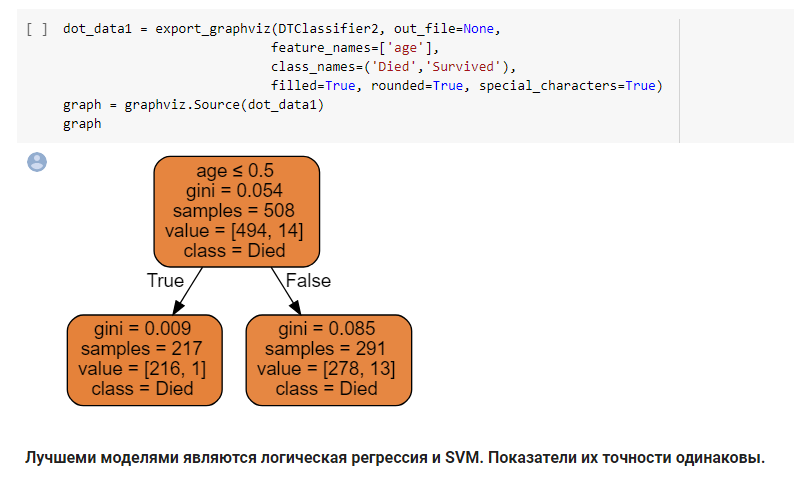 [ ] dot_data1 = export_graphviz(DTClassifier2, out_file=None,
feature_names=['age'],
class_names=('Died','Survived'),
filled=True, rounded=True, special_characters=True)
graph = graphviz.Source(dot_data1)
graph
age ≤ 0.5
gini = 0.054
samples = 508
value = [494, 14]
class = Died
True
False
gini = 0.009
samples = 217
value = [216, 1]
class = Died
gini = 0.085
samples = 291
value = [278, 13]
class = Died
Лучшеми моделями являются логическая регрессия и SVM. Показатели их точности одинаковы.